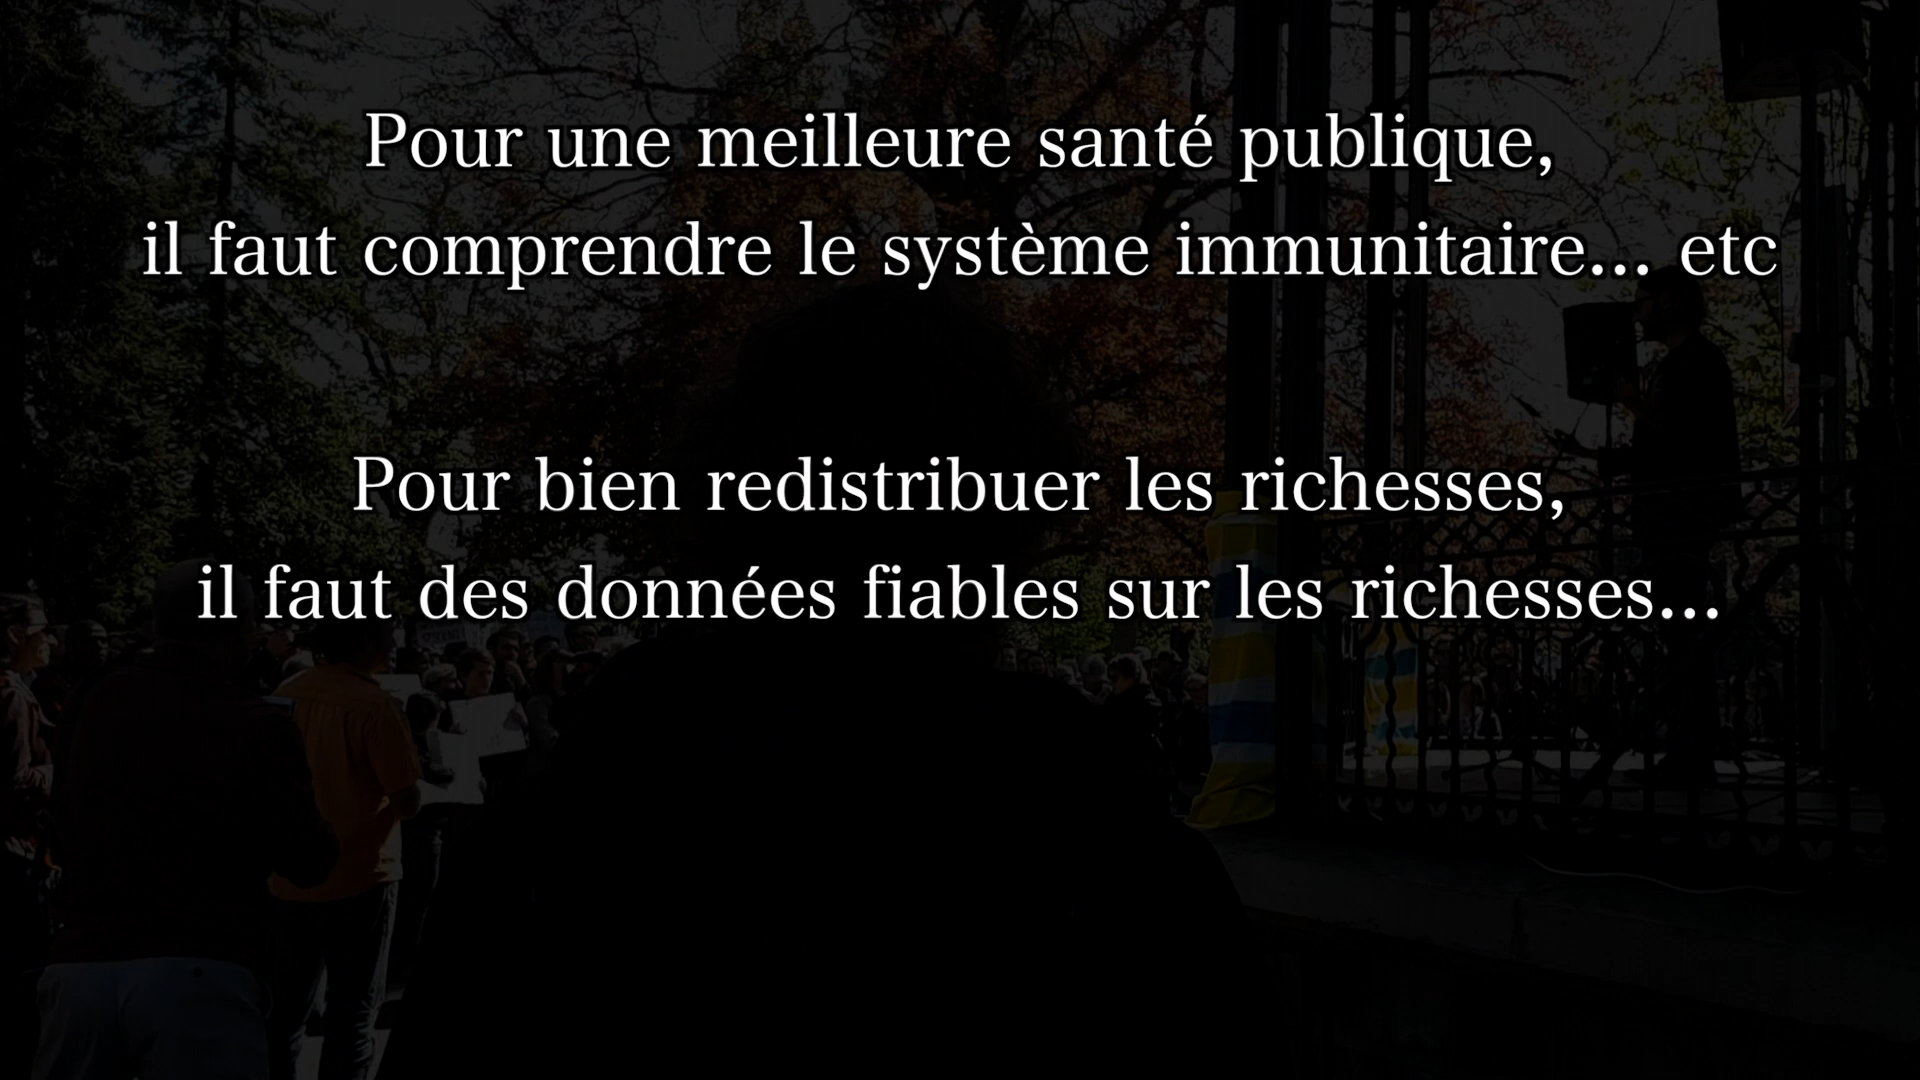 Pour une meilleure santé publique,
il faut comprendre le système immunitaire... etc
Pour bien redistribuer les richesses,
il faut des données fiables sur les richesses...